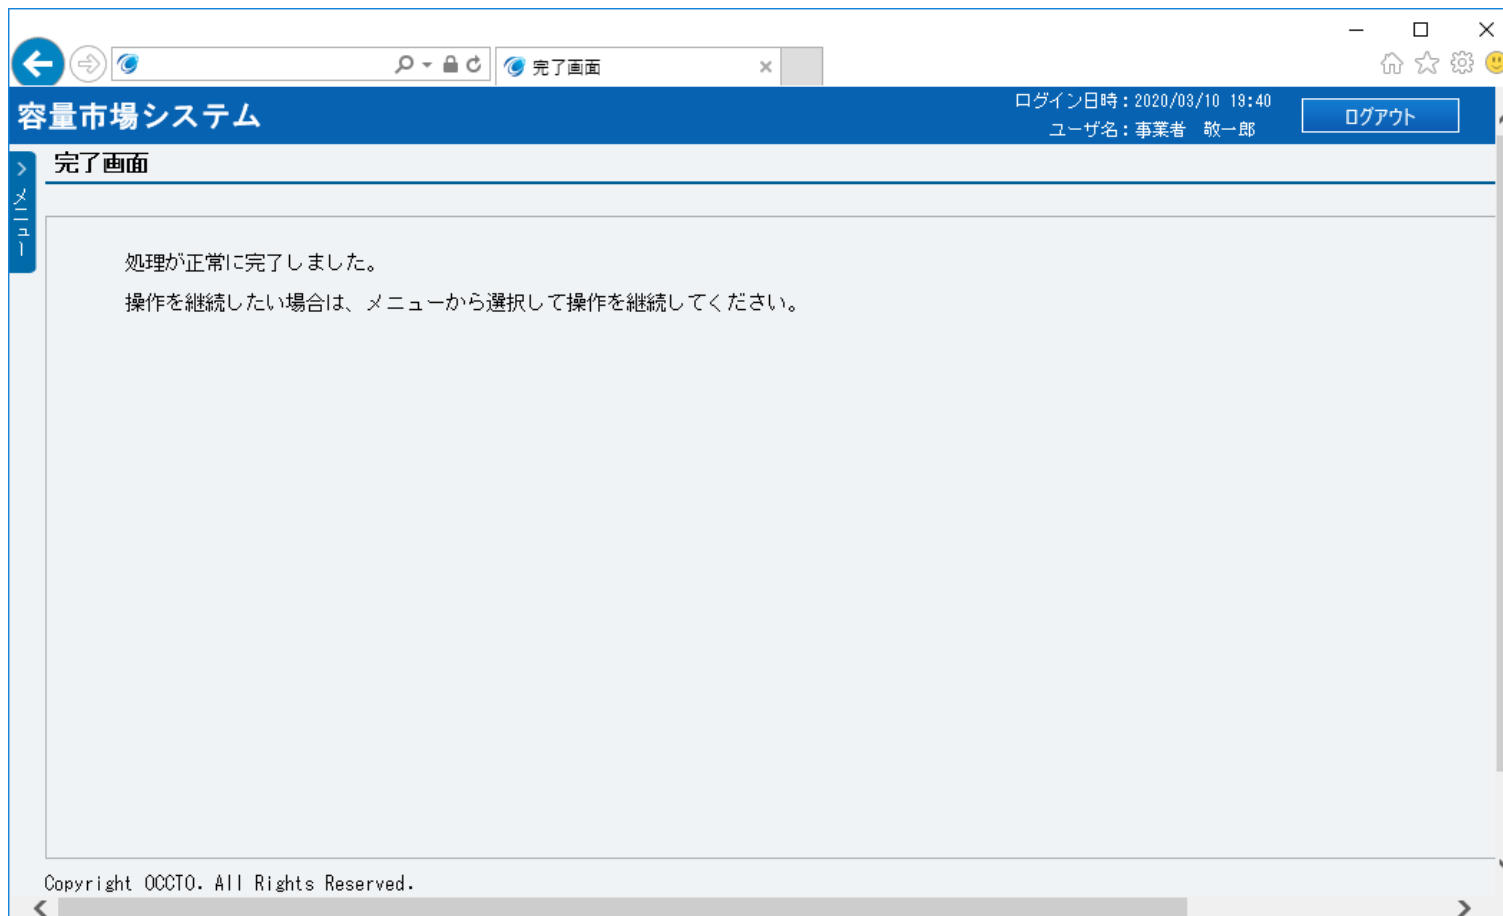 完了画面
容量市場システム
ログイン日時：2020/03/10 19:40
ユーザ名：事業者　敬一郎
ログアウト
メニュー
完了画面
処理が正常に完了しました。
操作を継続したい場合は、メニューから選択して操作を継続してください。
Copyright OCCTO. All Rights Reserved.